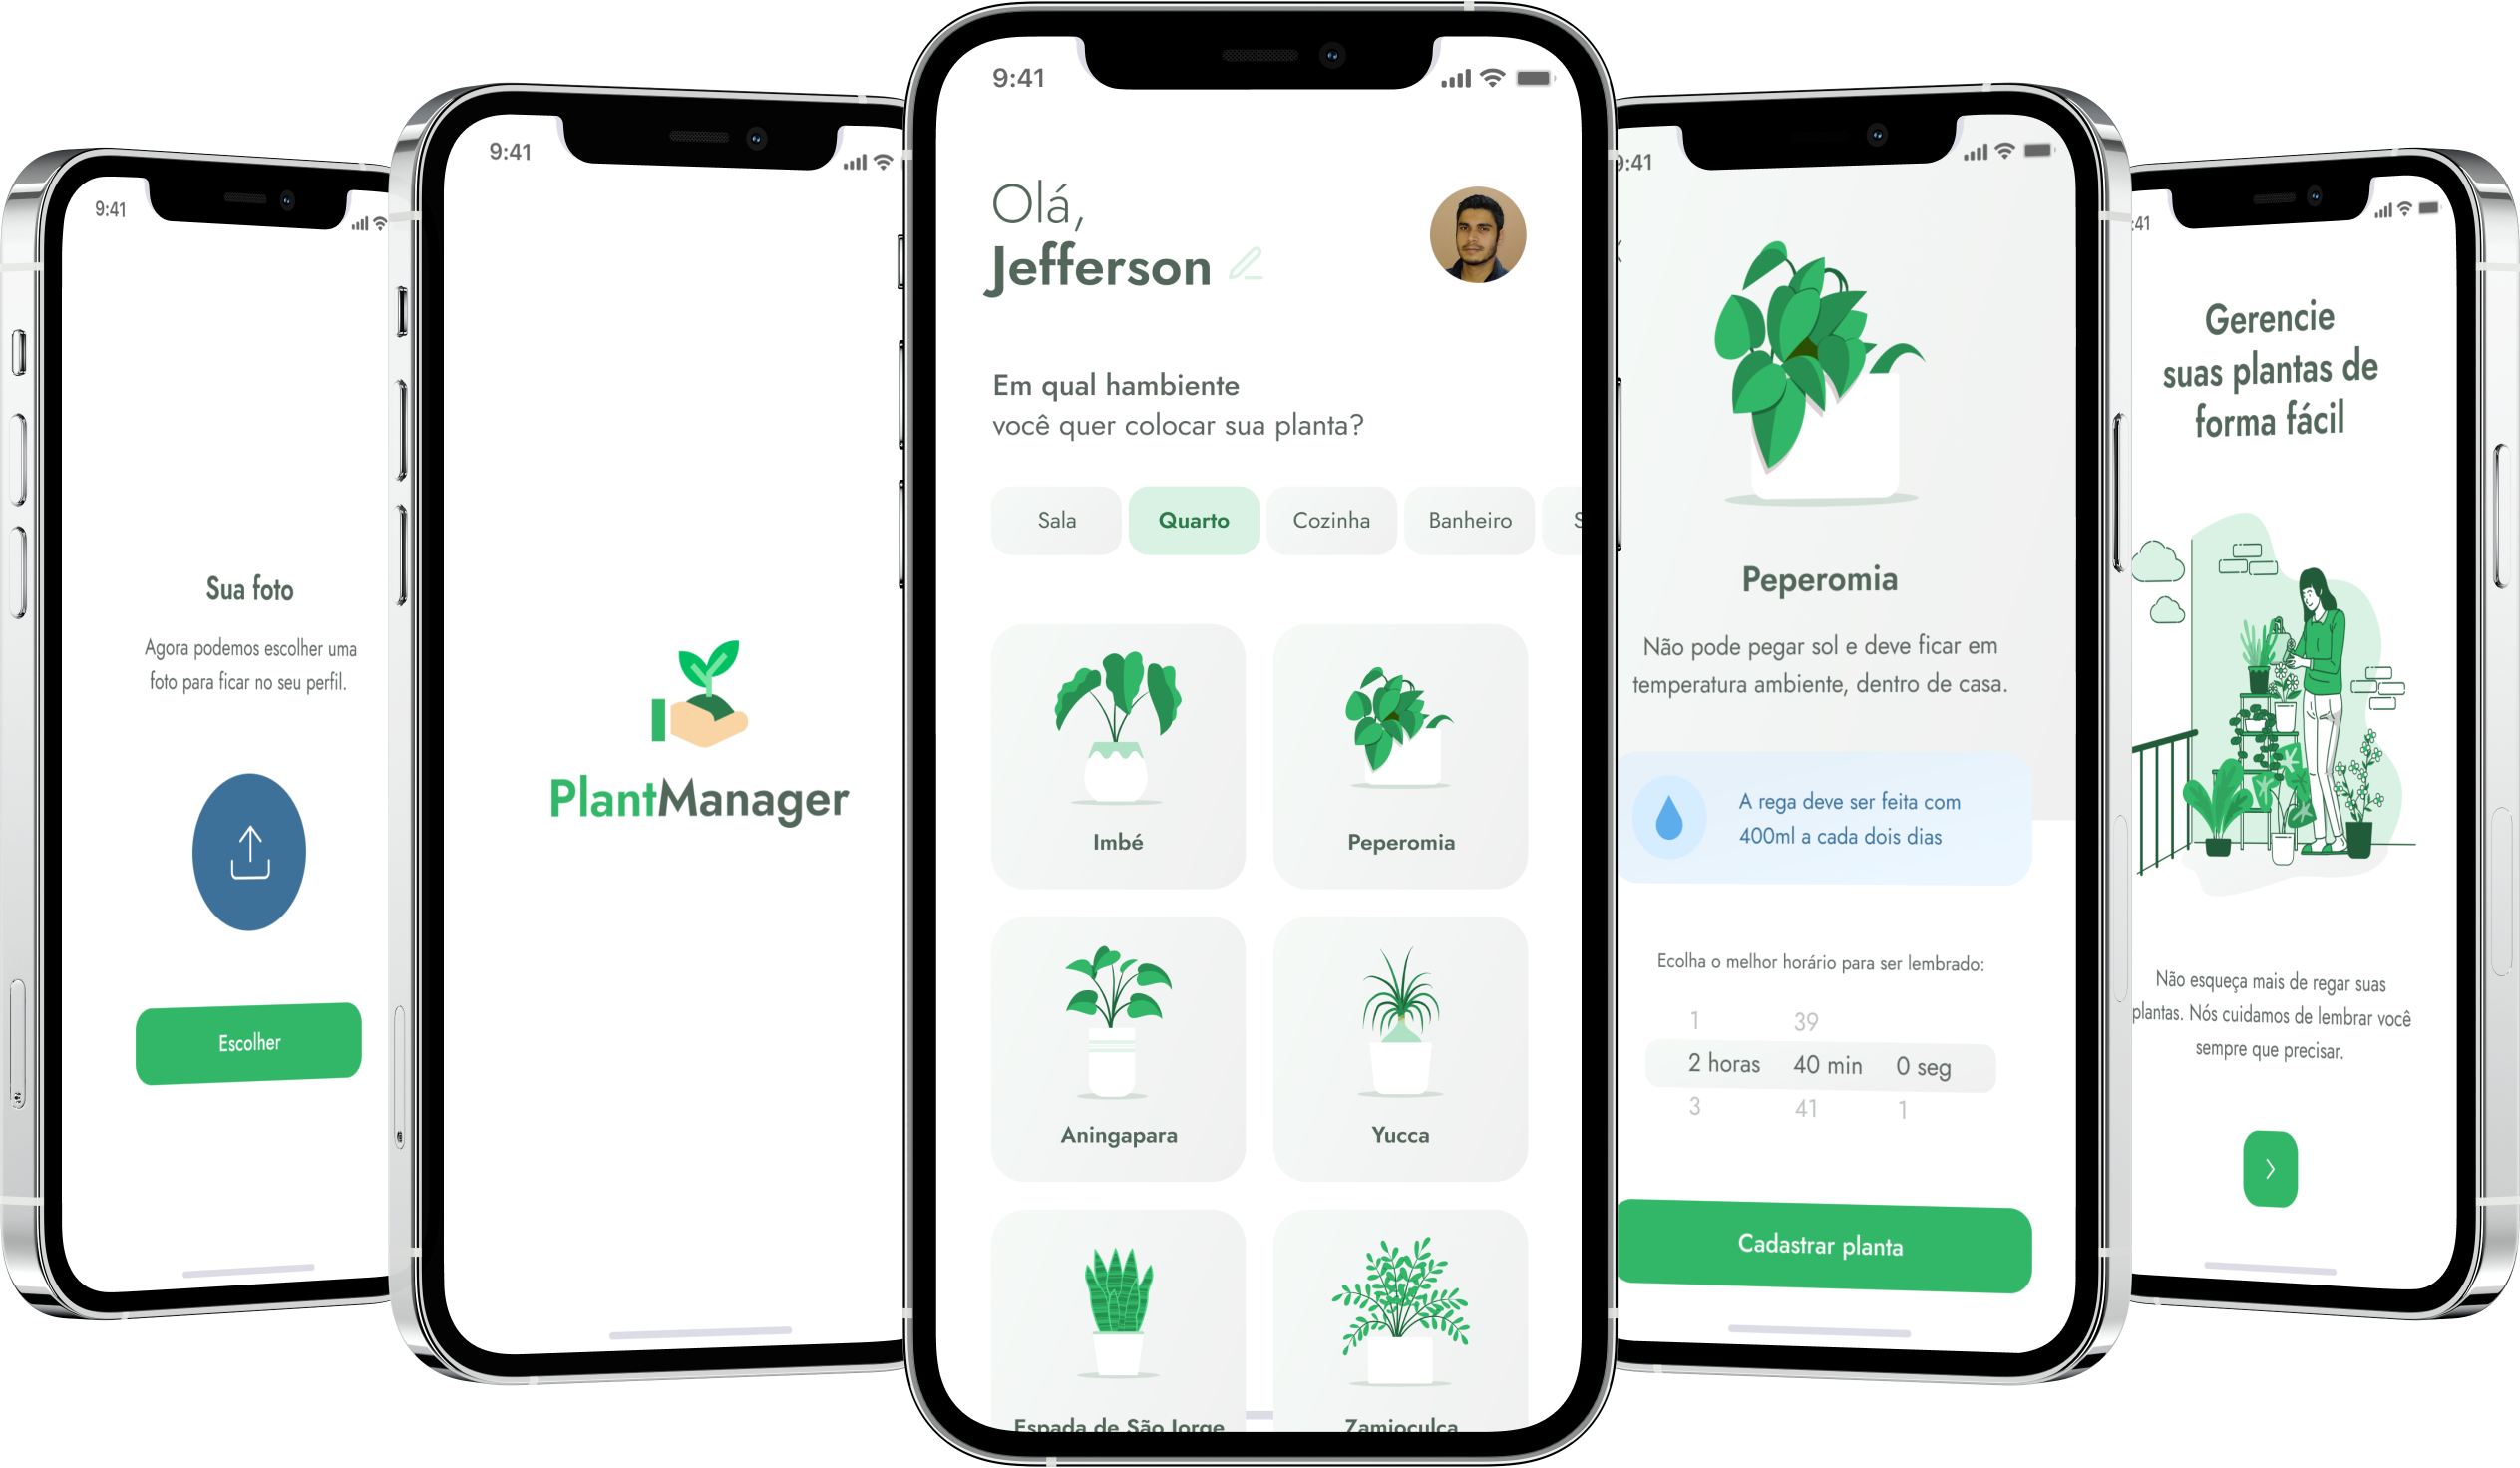 9:41
Sua foto
Agora podemos escolher uma
foto para ficar no seu perfil.
Escolher
9:41
PlantManager
9:41
Olá,
Jefferson
Em qual hambiente
você quer colocar sua planta?
Sala Quarto Cozinha Banheiro S
Imbé Peperomia
Aningapara Yucca
Espada de São Jorge Zamioculca
9:41
Peperomia
Não pode pegar sol e deve ficar em
temperatura ambiente, dentro de casa.
A rega deve ser feita com
400ml a cada dois dias
Ecolha o melhor horário para ser lembrado:
1 39
2 horas 40 min 0 seg
3 41 1
Cadastrar planta
:41
Gerencie
suas plantas de
forma fácil
Não esqueça mais de regar suas
plantas. Nós cuidamos de lembrar você
sempre que precisar.